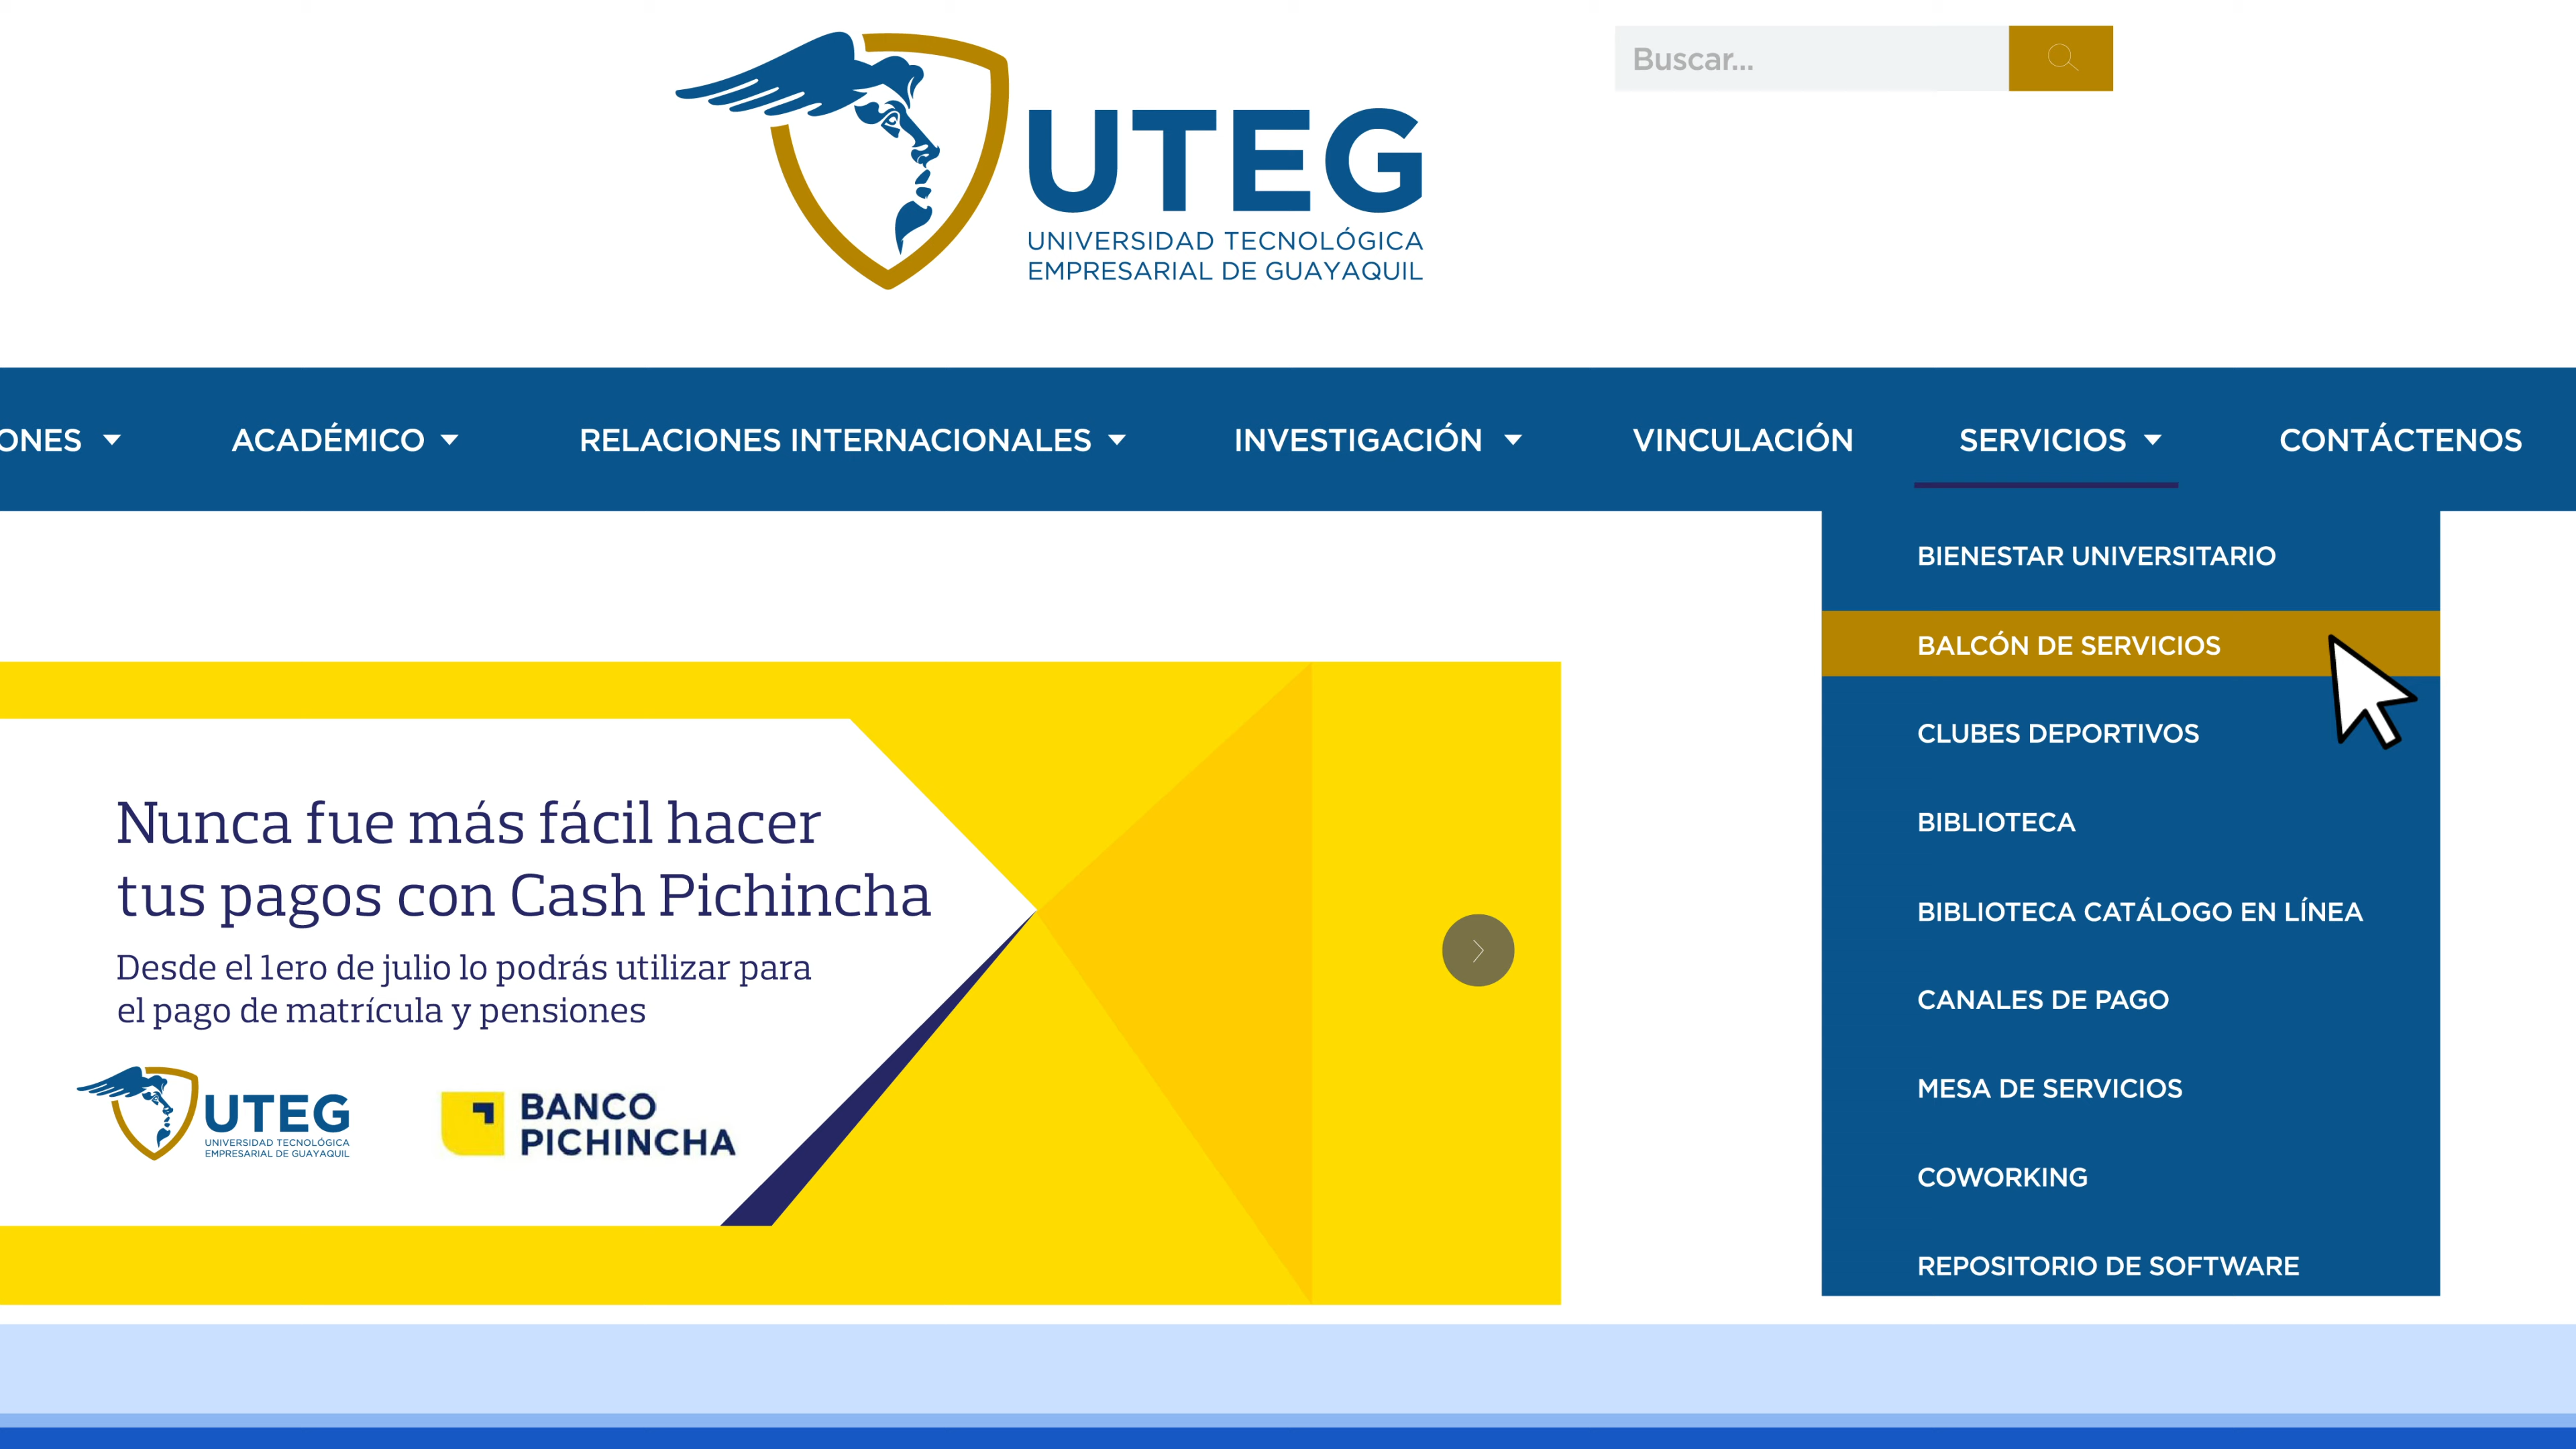 UTEG
UNIVERSIDAD TECNOLÓGICA
EMPRESARIAL DE GUAYAQUIL
Buscar...
ONES
ACADÉMICO
RELACIONES INTERNACIONALES
INVESTIGACIÓN
VINCULACIÓN
SERVICIOS
CONTÁCTENOS
BIENESTAR UNIVERSITARIO
BALCÓN DE SERVICIOS
CLUBES DEPORTIVOS
BIBLIOTECA
BIBLIOTECA CATÁLOGO EN LÍNEA
CANALES DE PAGO
MESA DE SERVICIOS
COWORKING
REPOSITORIO DE SOFTWARE
Nunca fue más fácil hacer
tus pagos con Cash Pichincha
Desde el 1ero de julio lo podrás utilizar para
el pago de matrícula y pensiones
UTEG
UNIVERSIDAD TECNOLÓGICA
EMPRESARIAL DE GUAYAQUIL
BANCO
PICHINCHA